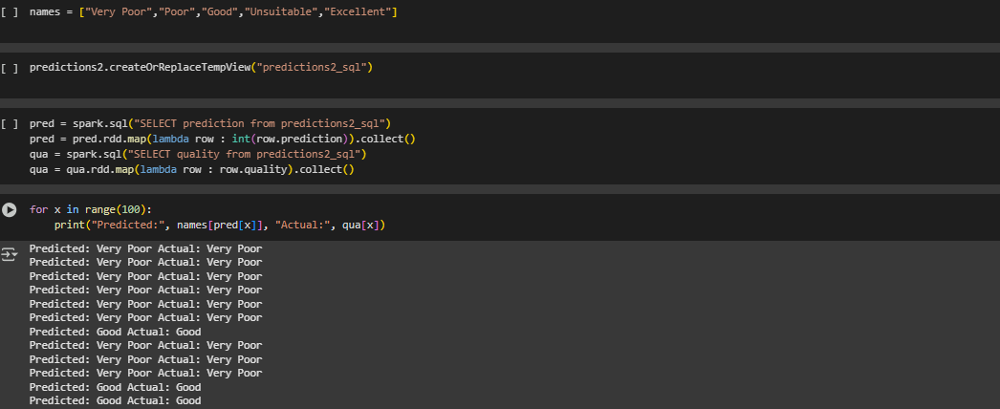 [ ] names = ["Very Poor","Poor","Good","Unsuitable","Excellent"]
[ ] predictions2.createOrReplaceTempView("predictions2_sql")
[ ] pred = spark.sql("SELECT prediction from predictions2_sql")
pred = pred.rdd.map(lambda row : int(row.prediction)).collect()
qua = spark.sql("SELECT quality from predictions2_sql")
qua = qua.rdd.map(lambda row : row.quality).collect()
for x in range(100):
print("Predicted:", names[pred[x]], "Actual:", qua[x])
Predicted: Very Poor Actual: Very Poor
Predicted: Very Poor Actual: Very Poor
Predicted: Very Poor Actual: Very Poor
Predicted: Very Poor Actual: Very Poor
Predicted: Very Poor Actual: Very Poor
Predicted: Very Poor Actual: Very Poor
Predicted: Good Actual: Good
Predicted: Very Poor Actual: Very Poor
Predicted: Very Poor Actual: Very Poor
Predicted: Very Poor Actual: Very Poor
Predicted: Good Actual: Good
Predicted: Good Actual: Good